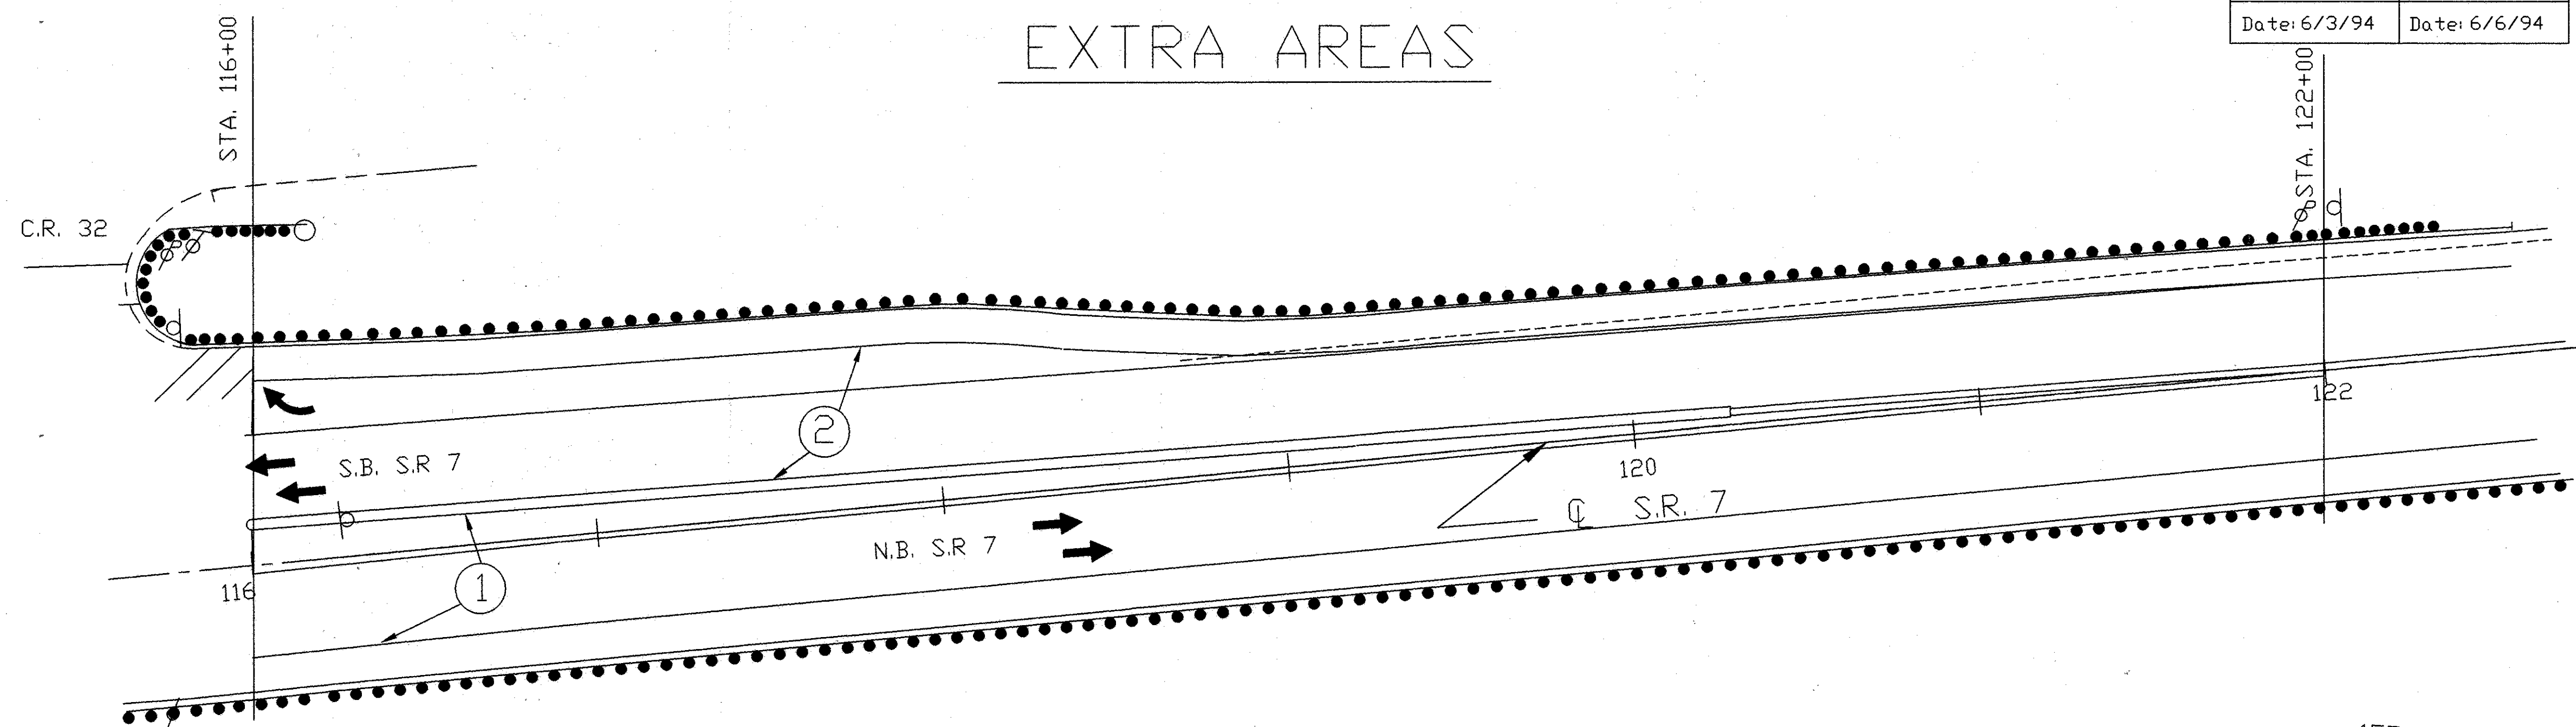 EXTRA AREAS
Date: 6/3/94
Date: 6/6/94
STA. 116+00
STA. 122+00
C.R. 32
2
122
S.B. S.R 7
120
℄ S.R. 7
N.B. S.R 7
1
116